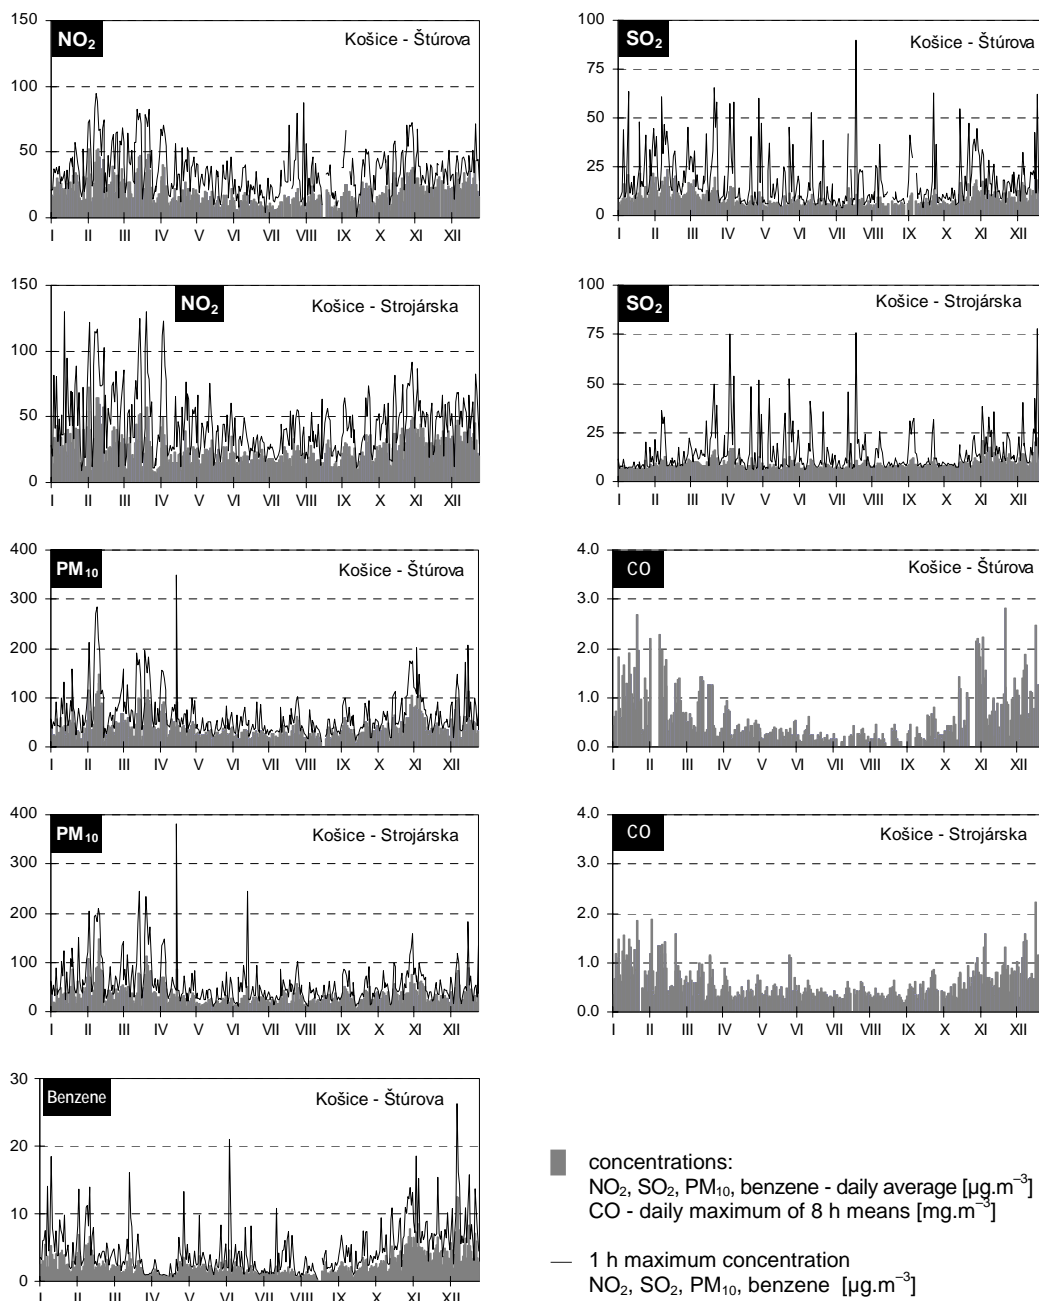 NO₂
Košice - Štúrova
150
100
50
0
I II III IV V VI VII VIII IX X XI XII
SO₂
Košice - Štúrova
100
75
50
25
0
I II III IV V VI VII VIII IX X XI XII
NO₂
Košice - Strojárska
150
100
50
0
I II III IV V VI VII VIII IX X XI XII
SO₂
Košice - Strojárska
100
75
50
25
0
I II III IV V VI VII VIII IX X XI XII
PM₁₀
Košice - Štúrova
400
300
200
100
0
I II III IV V VI VII VIII IX X XI XII
CO
Košice - Štúrova
4.0
3.0
2.0
1.0
0.0
I II III IV V VI VII VIII IX X XI XII
PM₁₀
Košice - Strojárska
400
300
200
100
0
I II III IV V VI VII VIII IX X XI XII
CO
Košice - Strojárska
4.0
3.0
2.0
1.0
0.0
I II III IV V VI VII VIII IX X XI XII
Benzene
Košice - Štúrova
30
20
10
0
I II III IV V VI VII VIII IX X XI XII
concentrations:
NO₂, SO₂, PM₁₀, benzene - daily average [µg.m⁻³]
CO - daily maximum of 8 h means [mg.m⁻³]
1 h maximum concentration
NO₂, SO₂, PM₁₀, benzene [µg.m⁻³]